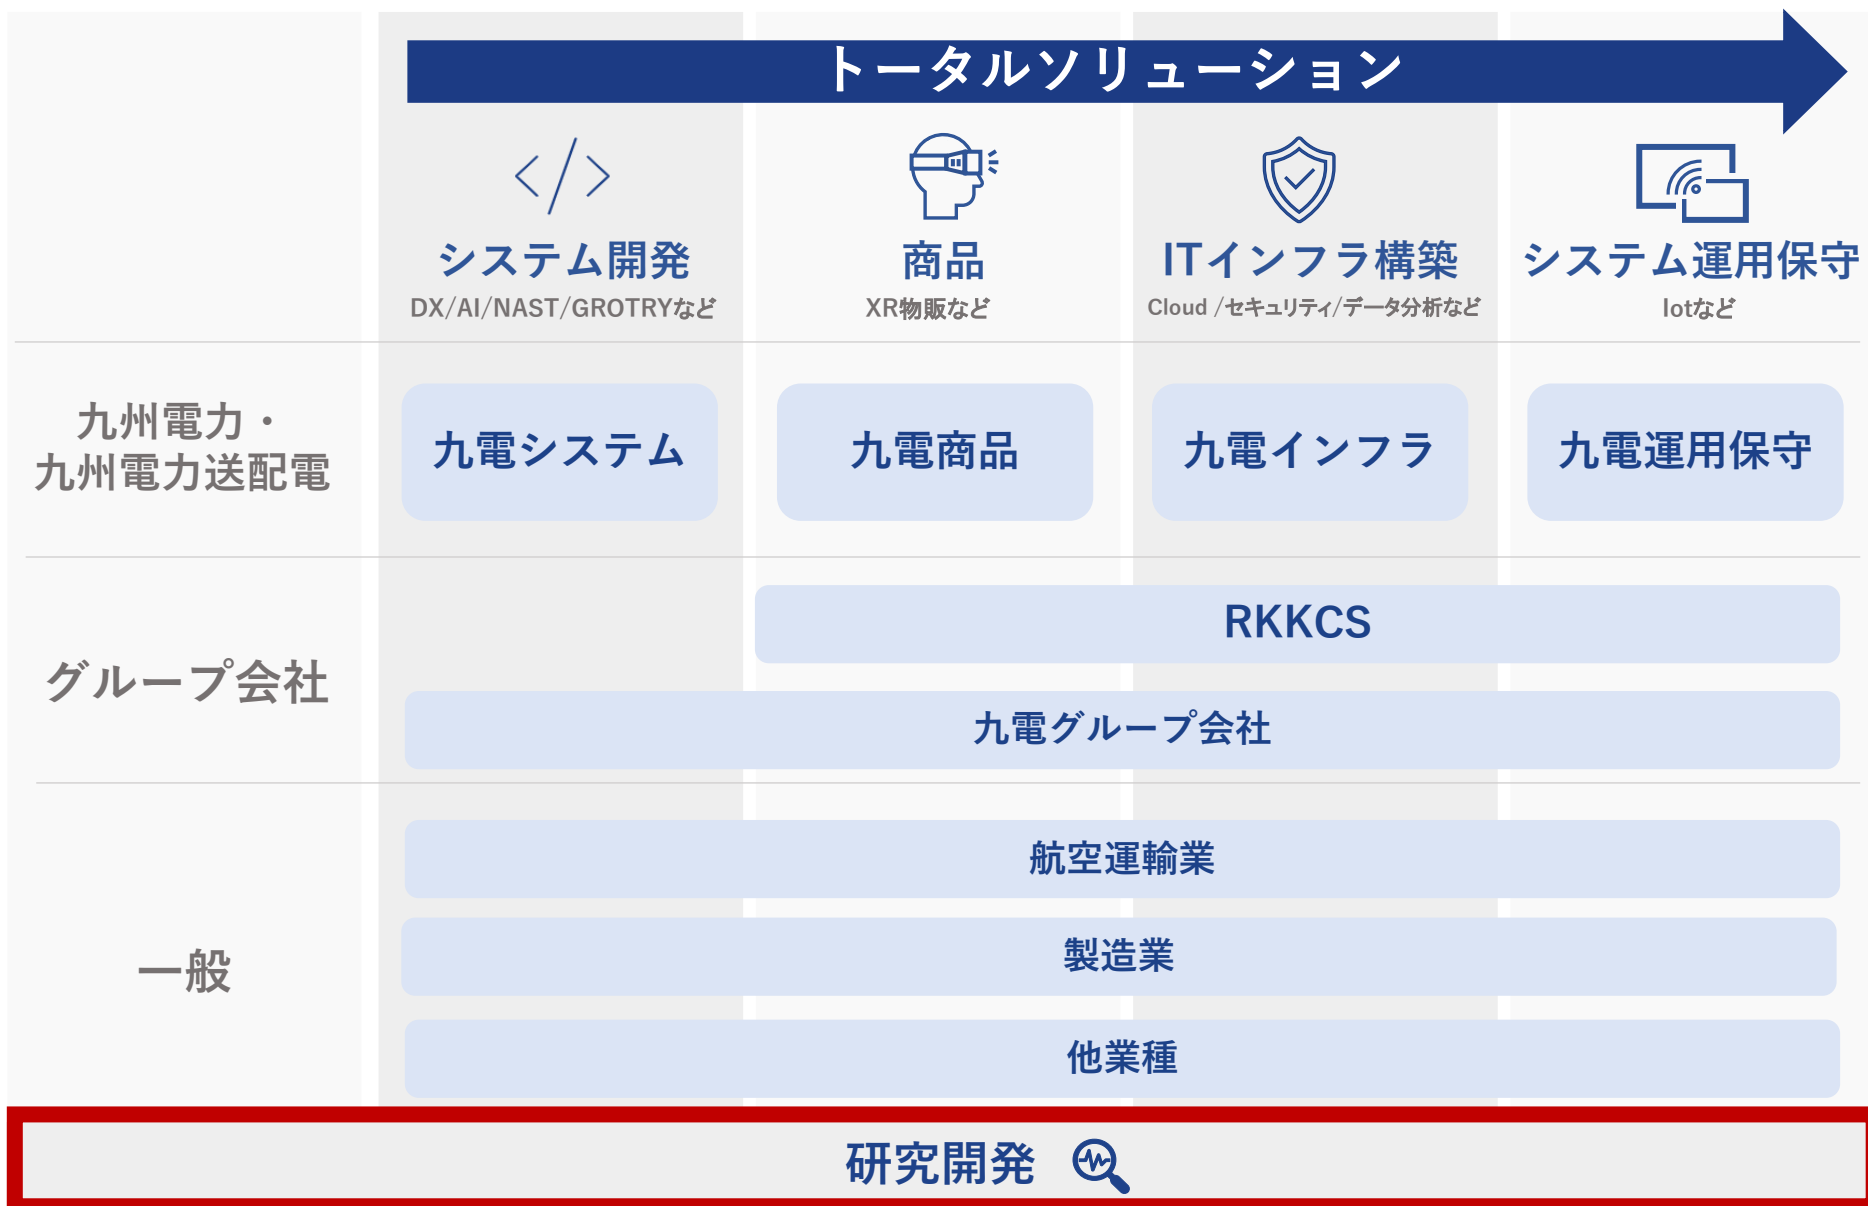 トータルソリューション
システム開発
DX/AI/NAST/GROTRYなど
商品
XR物販など
ITインフラ構築
Cloud /セキュリティ/データ分析など
システム運用保守
Iotなど
九州電力・
九州電力送配電
九電システム
九電商品
九電インフラ
九電運用保守
グループ会社
RKKCS
九電グループ会社
一般
航空運輸業
製造業
他業種
研究開発